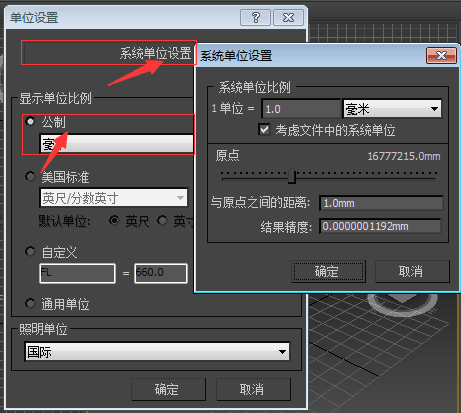 单位设置
系统单位设置
显示单位比例
公制
毫
美国标准
英尺/分数英寸
默认单位: 英尺 英寸
自定义
FL = 660.0
通用单位
照明单位
国际
确定 取消
系统单位设置
系统单位比例
1 单位 = 1.0 毫米
考虑文件中的系统单位
原点 16777215.0mm
与原点之间的距离: 1.0mm
结果精度: 0.0000001192mm
确定 取消